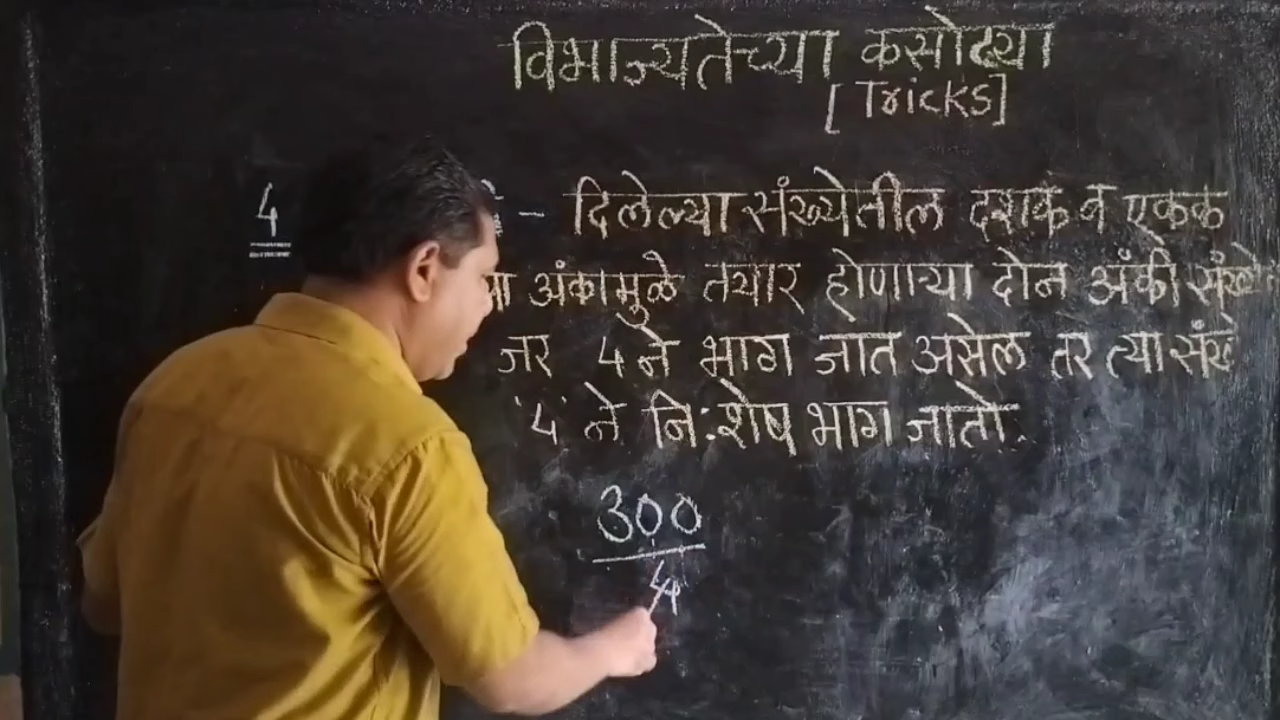 विभाज्यतेच्या कसोट्या
[Tricks]
4 - दिलेल्या संख्येतील दशक व एकक
अंकामुळे तयार होणाऱ्या दोन अंकी
जर 4 ने भाग जात असेल तर त्या
'4' ने नि:शेष भाग जातो.
300
4